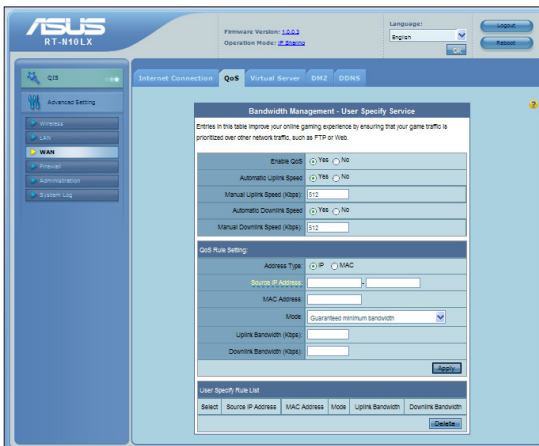 ASUS
RT-N10LX
Firmware Version: 1.0.0.3
Operation Mode: IP Sharing
Language:
English
OK
Logout
Reboot
QIS
Advanced Setting
Wireless
LAN
WAN
Firewall
Administration
System Log
Internet Connection QoS Virtual Server DMZ DDNS
Bandwidth Management - User Specify Service
Entries in this table improve your online gaming experience by ensuring that your game traffic is
prioritized over other network traffic, such as FTP or Web.
Enable QoS Yes No
Automatic Uplink Speed Yes No
Manual Uplink Speed (Kbps): 512
Automatic Downlink Speed Yes No
Manual Downlink Speed (Kbps): 512
QoS Rule Setting:
Address Type: IP MAC
Source IP Address: -
MAC Address:
Mode: Guaranteed minimum bandwidth
Uplink Bandwidth (Kbps):
Downlink Bandwidth (Kbps):
Apply
User Specify Rule List
Select Source IP Address MAC Address Mode Uplink Bandwidth Downlink Bandwidth
Delete